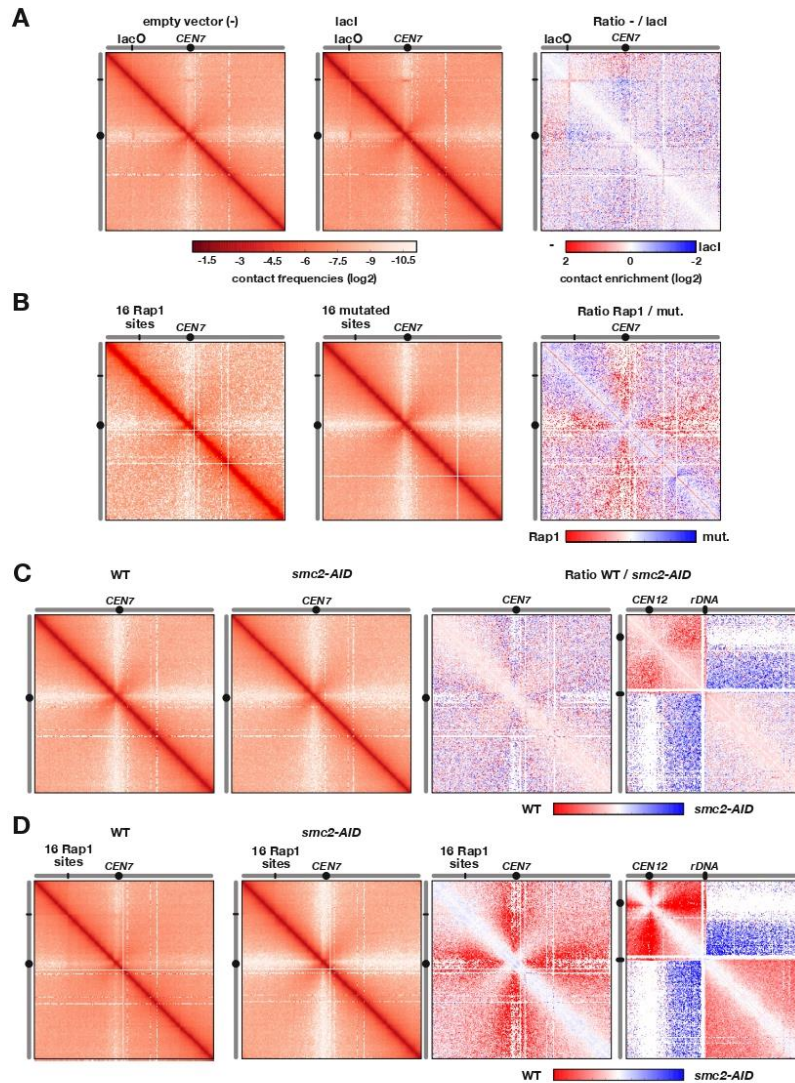 A
empty vector (-)
lacI
Ratio - / lacI
lacO
CEN7
lacO
CEN7
lacO
CEN7
-1.5 -3 -4.5 -6 -7.5 -9 -10.5
contact frequencies (log2)
- lacI
2 0 -2
contact enrichment (log2)
B
16 Rap1
sites
CEN7
16 mutated
sites
CEN7
Ratio Rap1 / mut.
CEN7
Rap1 mut.
C
WT
smc2-AID
Ratio WT / smc2-AID
CEN7
CEN7
CEN7
CEN12 rDNA
WT smc2-AID
D
WT
smc2-AID
16 Rap1
sites
CEN7
16 Rap1
sites
CEN7
16 Rap1
sites
CEN7
CEN12 rDNA
WT smc2-AID